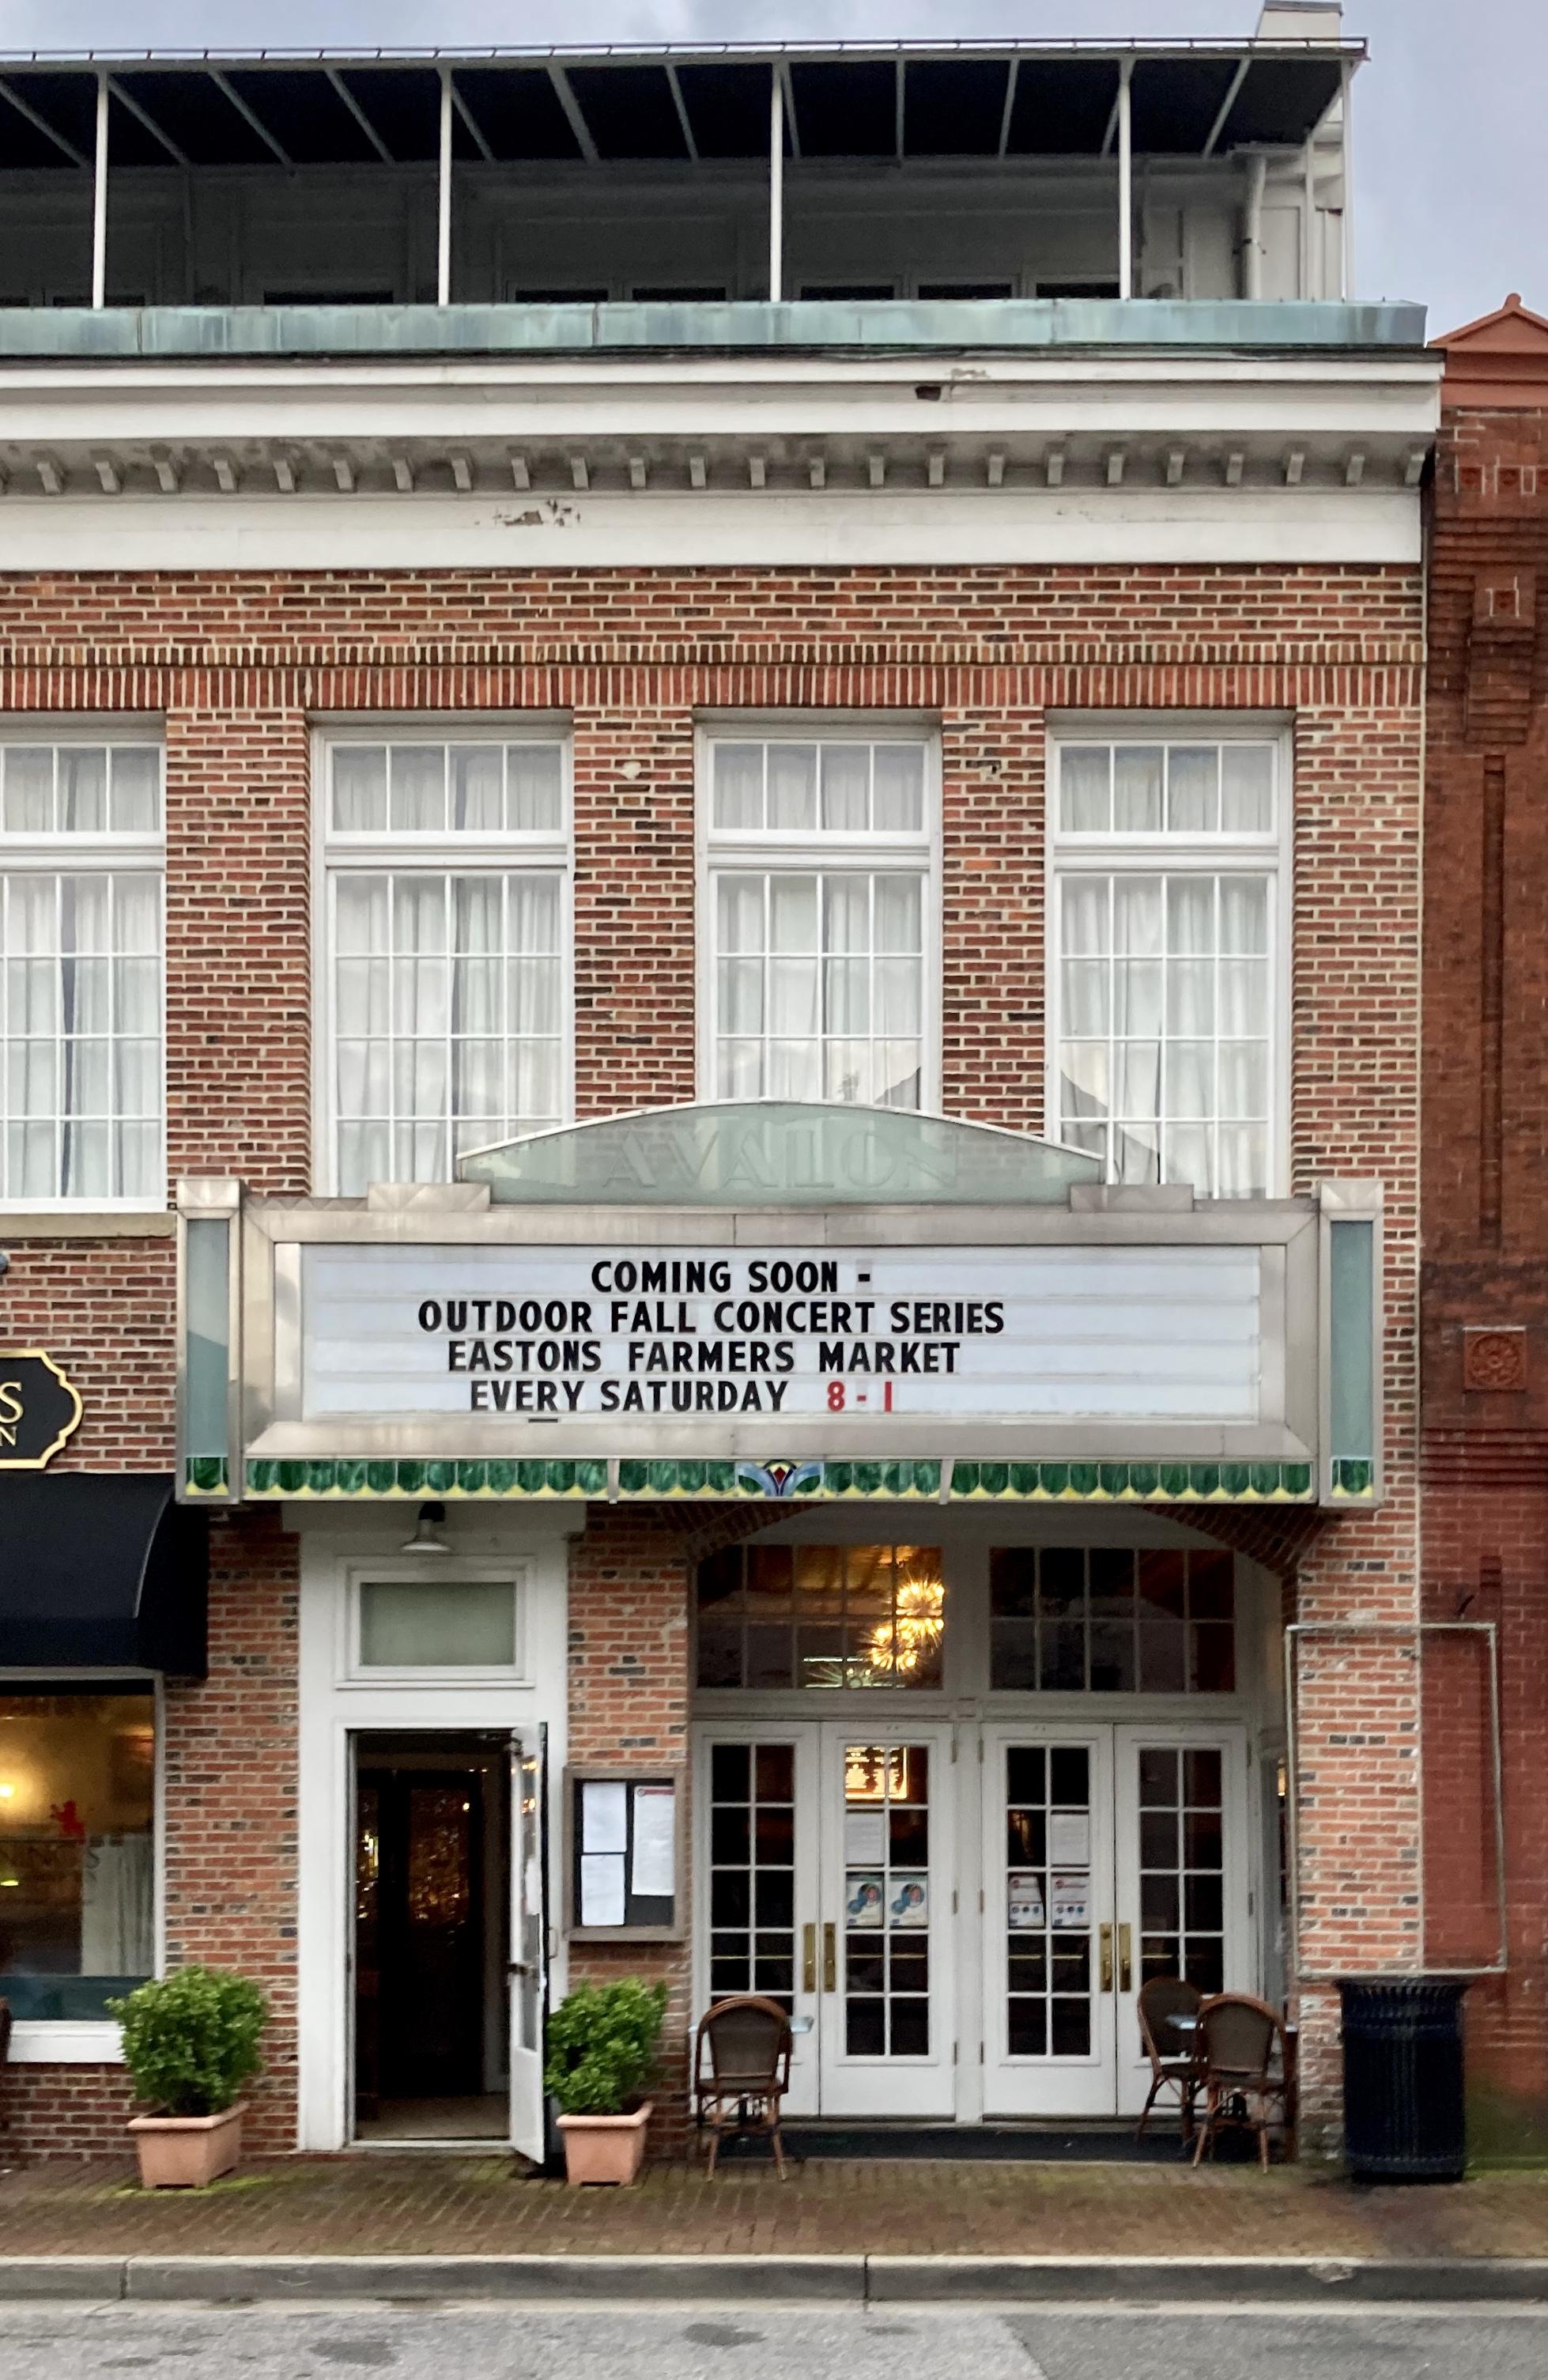 AVALON
COMING SOON -
OUTDOOR FALL CONCERT SERIES
EASTONS FARMERS MARKET
EVERY SATURDAY 8 - 1